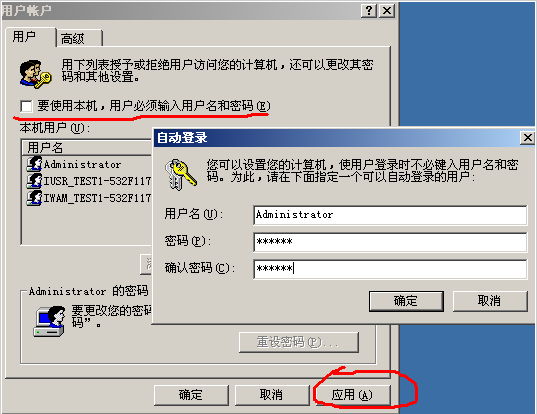 用户帐户
用户
高级
用下列表授予或拒绝用户访问您的计算机，还可以更改其密
码和其他设置。
要使用本机，用户必须输入用户名和密码(E)
本机用户(U):
用户名
Administrator
IUSR_TEST1-532F117
IWAM_TEST1-532F117
自动登录
您可以设置您的计算机，使用户登录时不必键入用户名和密
码。为此，请在下面指定一个可以自动登录的用户:
用户名(U):
Administrator
密码(P):
******
确认密码(C):
******
确定
取消
Administrator 的密码
要更改您的密码
码”。
重设密码(P)...
确定
取消
应用(A)